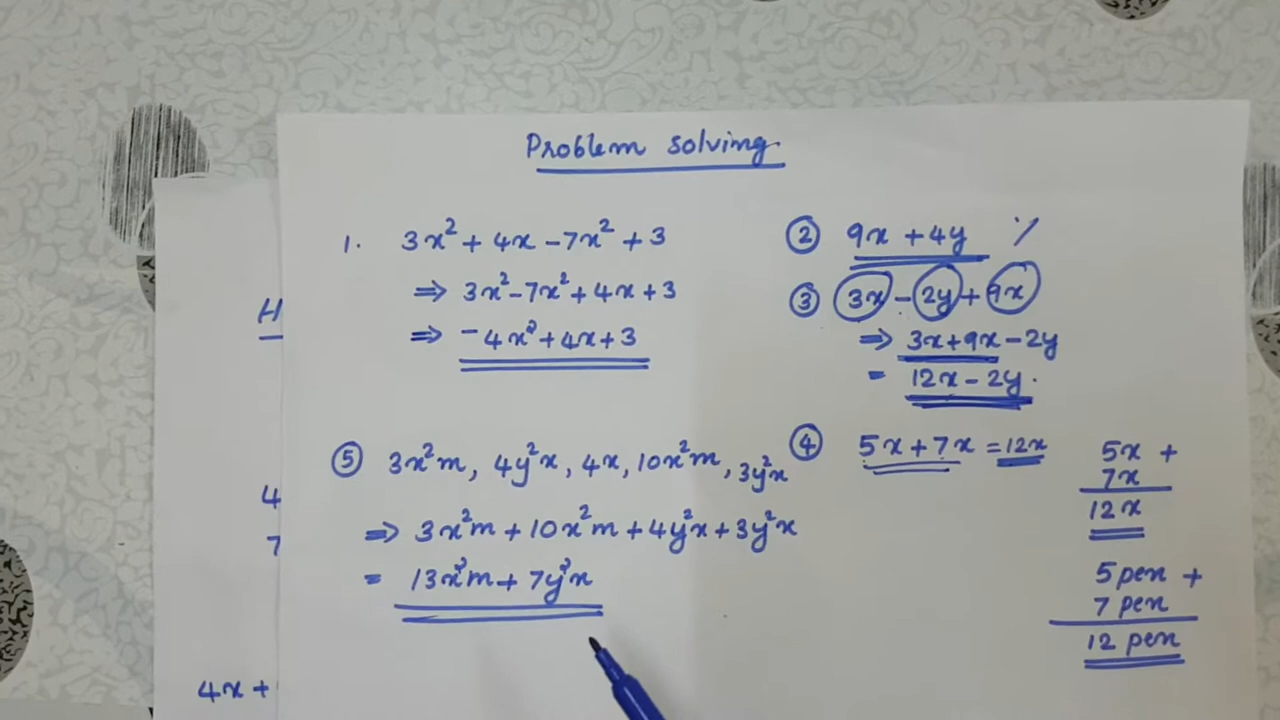 Problem solving
1. 3x² + 4x - 7x² + 3
⇒ 3x² - 7x² + 4x + 3
⇒ -4x² + 4x + 3
② 9x + 4y
③ 3x - 2y + 9x
⇒ 3x + 9x - 2y
= 12x - 2y.
④ 5x + 7x = 12x
5x +
7x
12x
5 pen +
7 pen
12 pen
⑤ 3x²m, 4y²x, 4x, 10x²m, 3y²x
⇒ 3x²m + 10x²m + 4y²x + 3y²x
= 13x²m + 7y²x
H
4
7
4x +